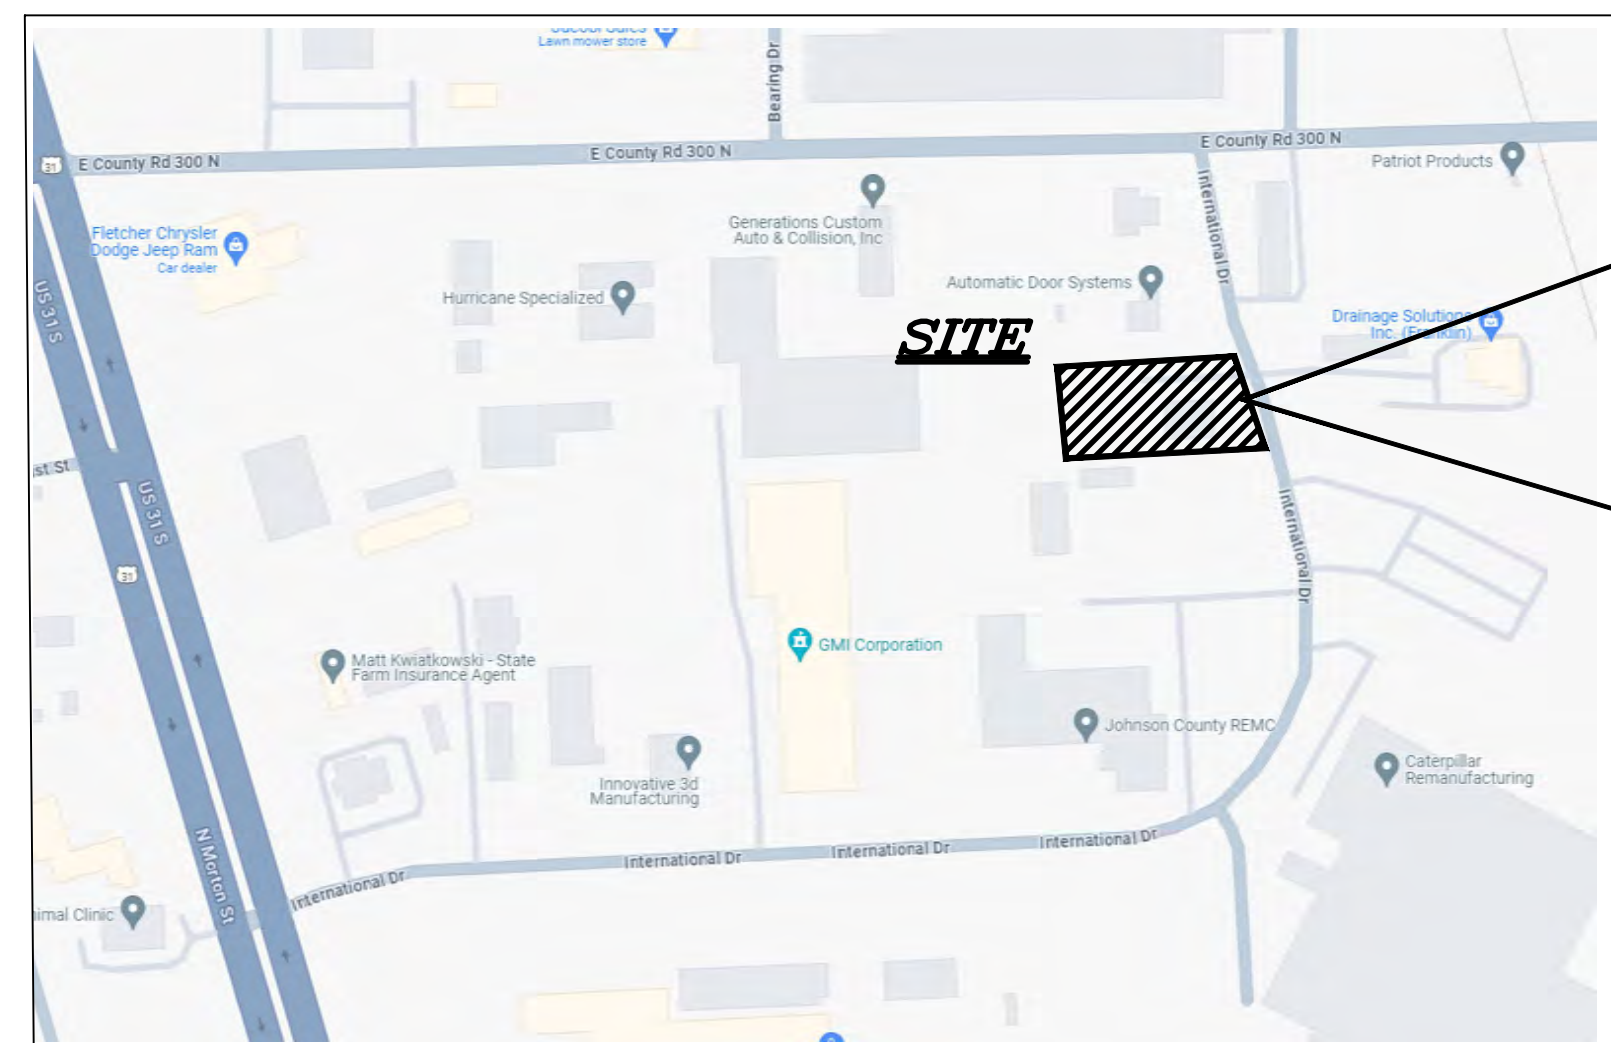 Lawn mower store
Bearing Dr
E County Rd 300 N
E County Rd 300 N
E County Rd 300 N
31
Patriot Products
International Dr
Generations Custom
Auto & Collision, Inc
Fletcher Chrysler
Dodge Jeep Ram
Car dealer
Hurricane Specialized
Automatic Door Systems
US 31 S
SITE
Drainage Solutions
Inc. (Franklin)
US 31 S
International Dr
31
GMI Corporation
Matt Kwiatkowski - State
Farm Insurance Agent
Johnson County REMC
Innovative 3d
Manufacturing
Caterpillar
Remanufacturing
N Morton St
International Dr
International Dr
International Dr
International Dr
Clinic